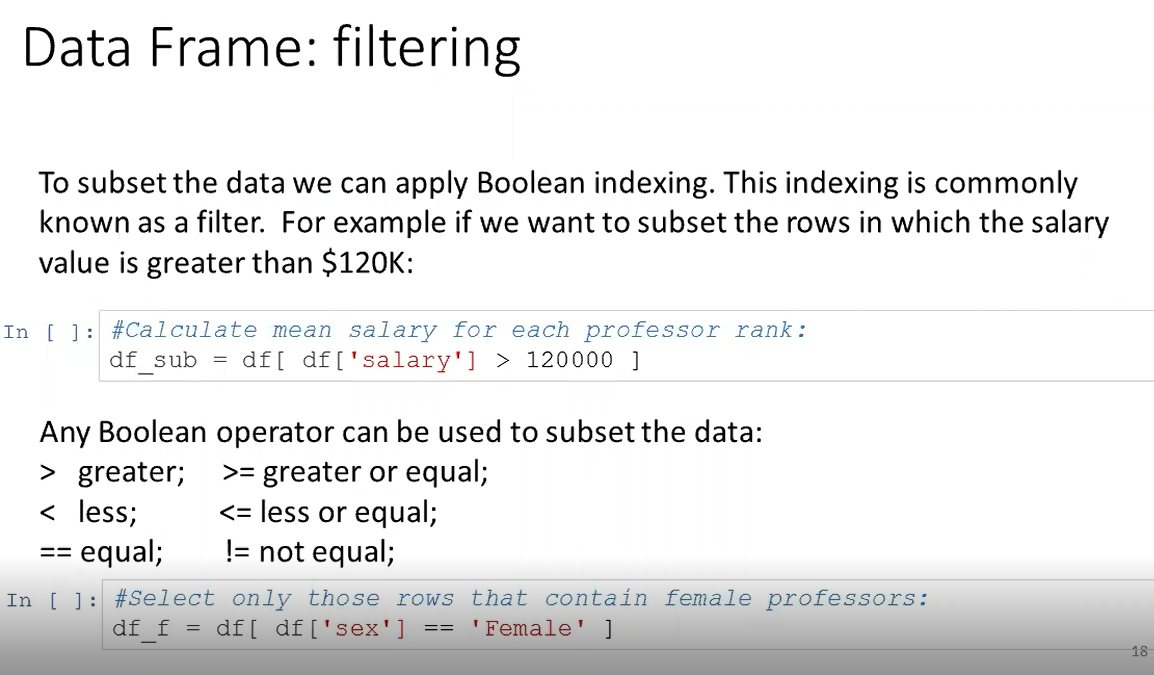 Data Frame: filtering
To subset the data we can apply Boolean indexing. This indexing is commonly
known as a filter.  For example if we want to subset the rows in which the salary
value is greater than $120K:
In [ ]: #Calculate mean salary for each professor rank:
df_sub = df[ df['salary'] > 120000 ]
Any Boolean operator can be used to subset the data:
> greater; >= greater or equal;
< less; <= less or equal;
== equal; != not equal;
In [ ]: #Select only those rows that contain female professors:
df_f = df[ df['sex'] == 'Female' ]
18